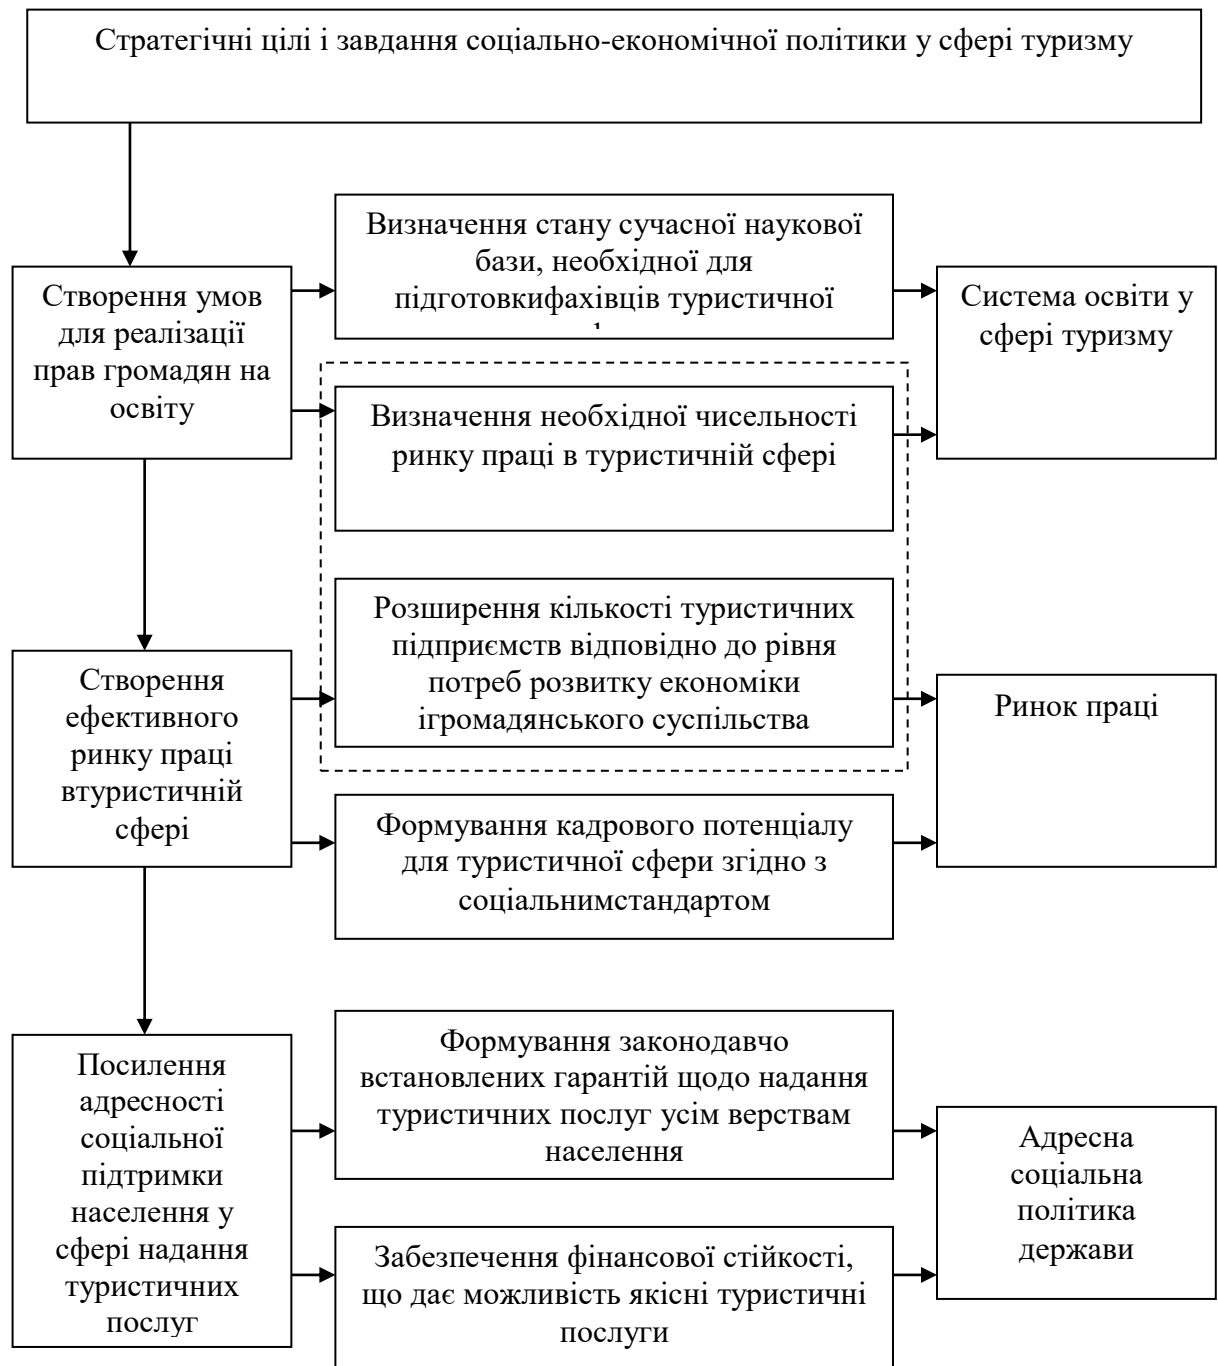 Стратегічні цілі і завдання соціально-економічної політики у сфері туризму
Визначення стану сучасної наукової
бази, необхідної для
підготовкифахівців туристичної
Створення умов
для реалізації
прав громадян на
освіту
Система освіти у
сфері туризму
Визначення необхідної чисельності
ринку праці в туристичній сфері
Розширення кількості туристичних
підприємств відповідно до рівня
потреб розвитку економіки
ігромадянського суспільства
Створення
ефективного
ринку праці
втуристичній
сфері
Ринок праці
Формування кадрового потенціалу
для туристичної сфери згідно з
соціальнимстандартом
Формування законодавчо
встановлених гарантій щодо надання
туристичних послуг усім верствам
населення
Посилення
адресності
соціальної
підтримки
населення у
сфері надання
туристичних
послуг
Адресна
соціальна
політика
держави
Забезпечення фінансової стійкості,
що дає можливість якісні туристичні
послуги